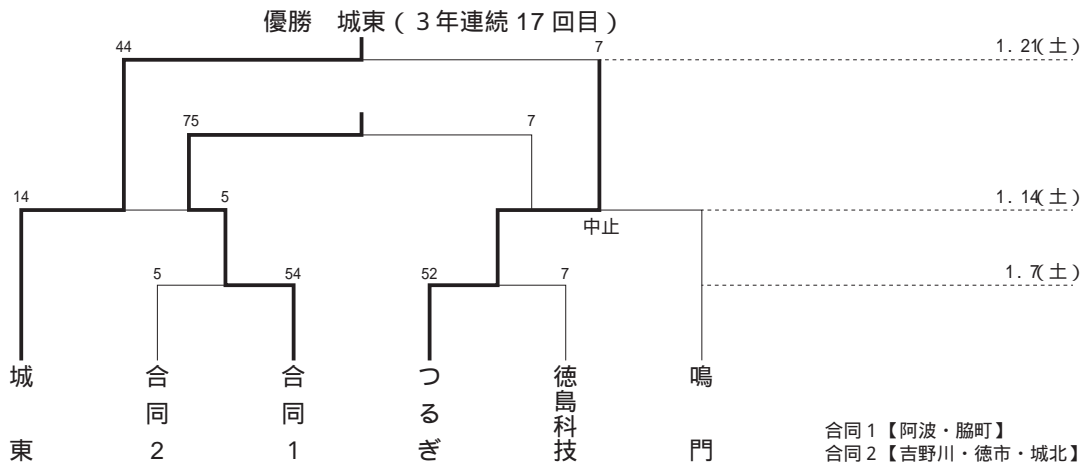 優勝　城東(３年連続 17 回目)
44
7
1. 21(土)
75
7
14
5
1. 14(土)
中止
5
54
52
7
1. 7(土)
城東
合同２
合同１
つるぎ
徳島科技
鳴門
合同１【阿波・脇町】
合同２【吉野川・徳市・城北】